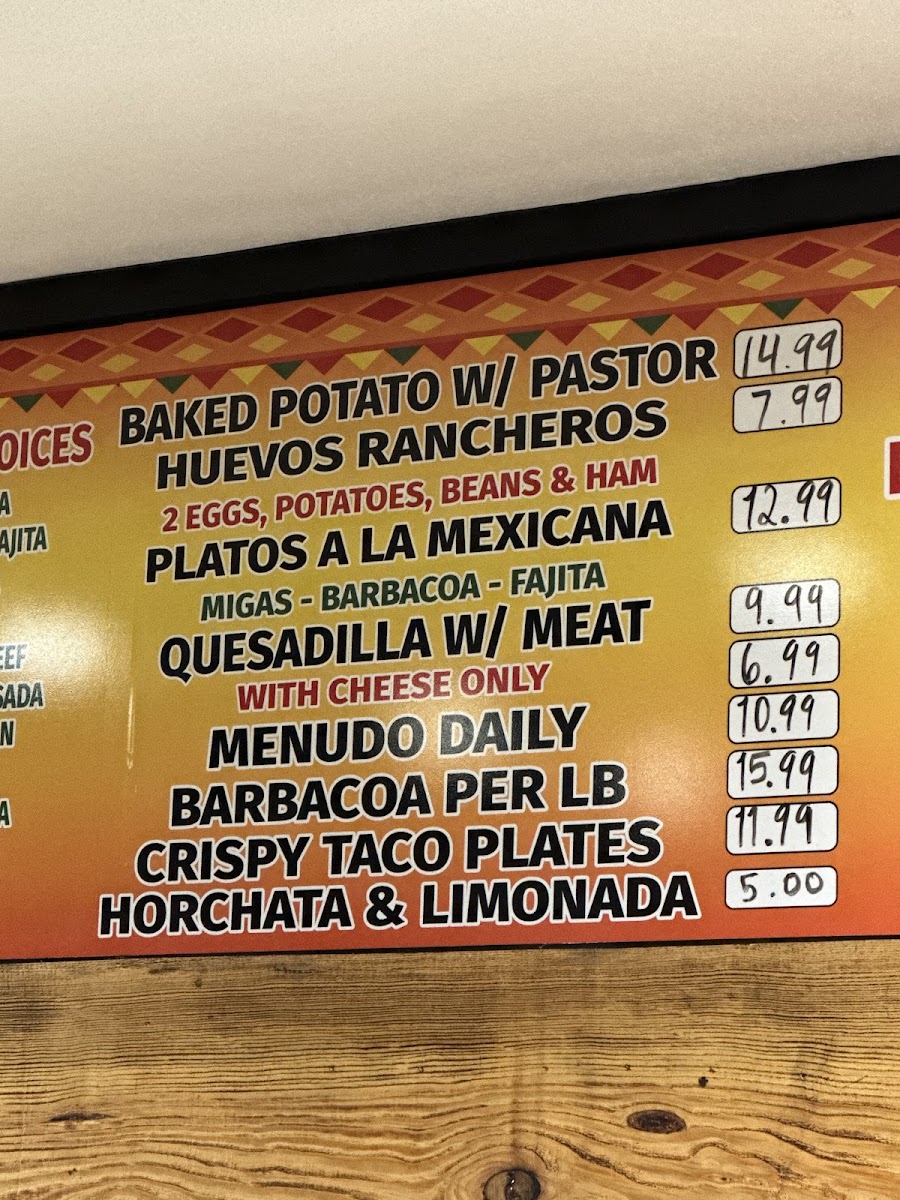 OICES
A
AJITA
EEF
SADA
N
A
BAKED POTATO W/ PASTOR 14.99
HUEVOS RANCHEROS 7.99
2 EGGS, POTATOES, BEANS & HAM
PLATOS A LA MEXICANA 12.99
MIGAS - BARBACOA - FAJITA
QUESADILLA W/ MEAT 9.99
WITH CHEESE ONLY 6.99
MENUDO DAILY 10.99
BARBACOA PER LB 15.99
CRISPY TACO PLATES 11.99
HORCHATA & LIMONADA 5.00